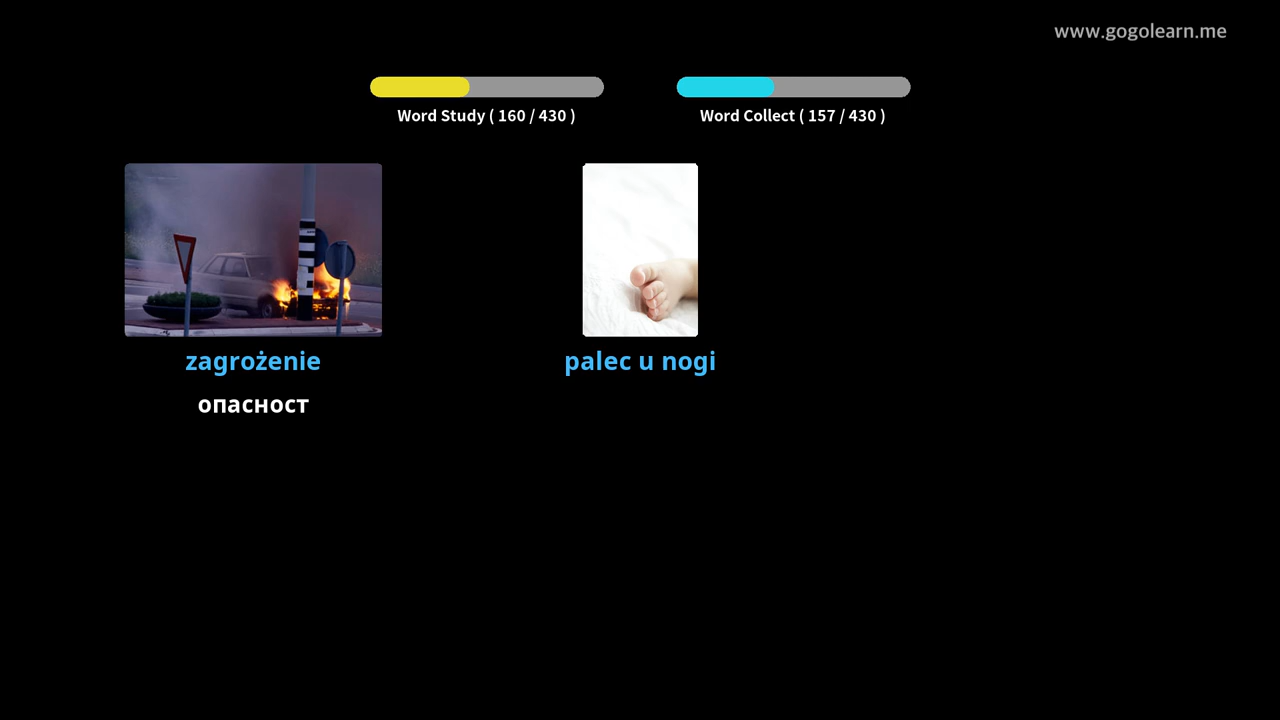 www.gogolearn.me
Word Study ( 160 / 430 )
Word Collect ( 157 / 430 )
zagrożenie
palec u nogi
опасност